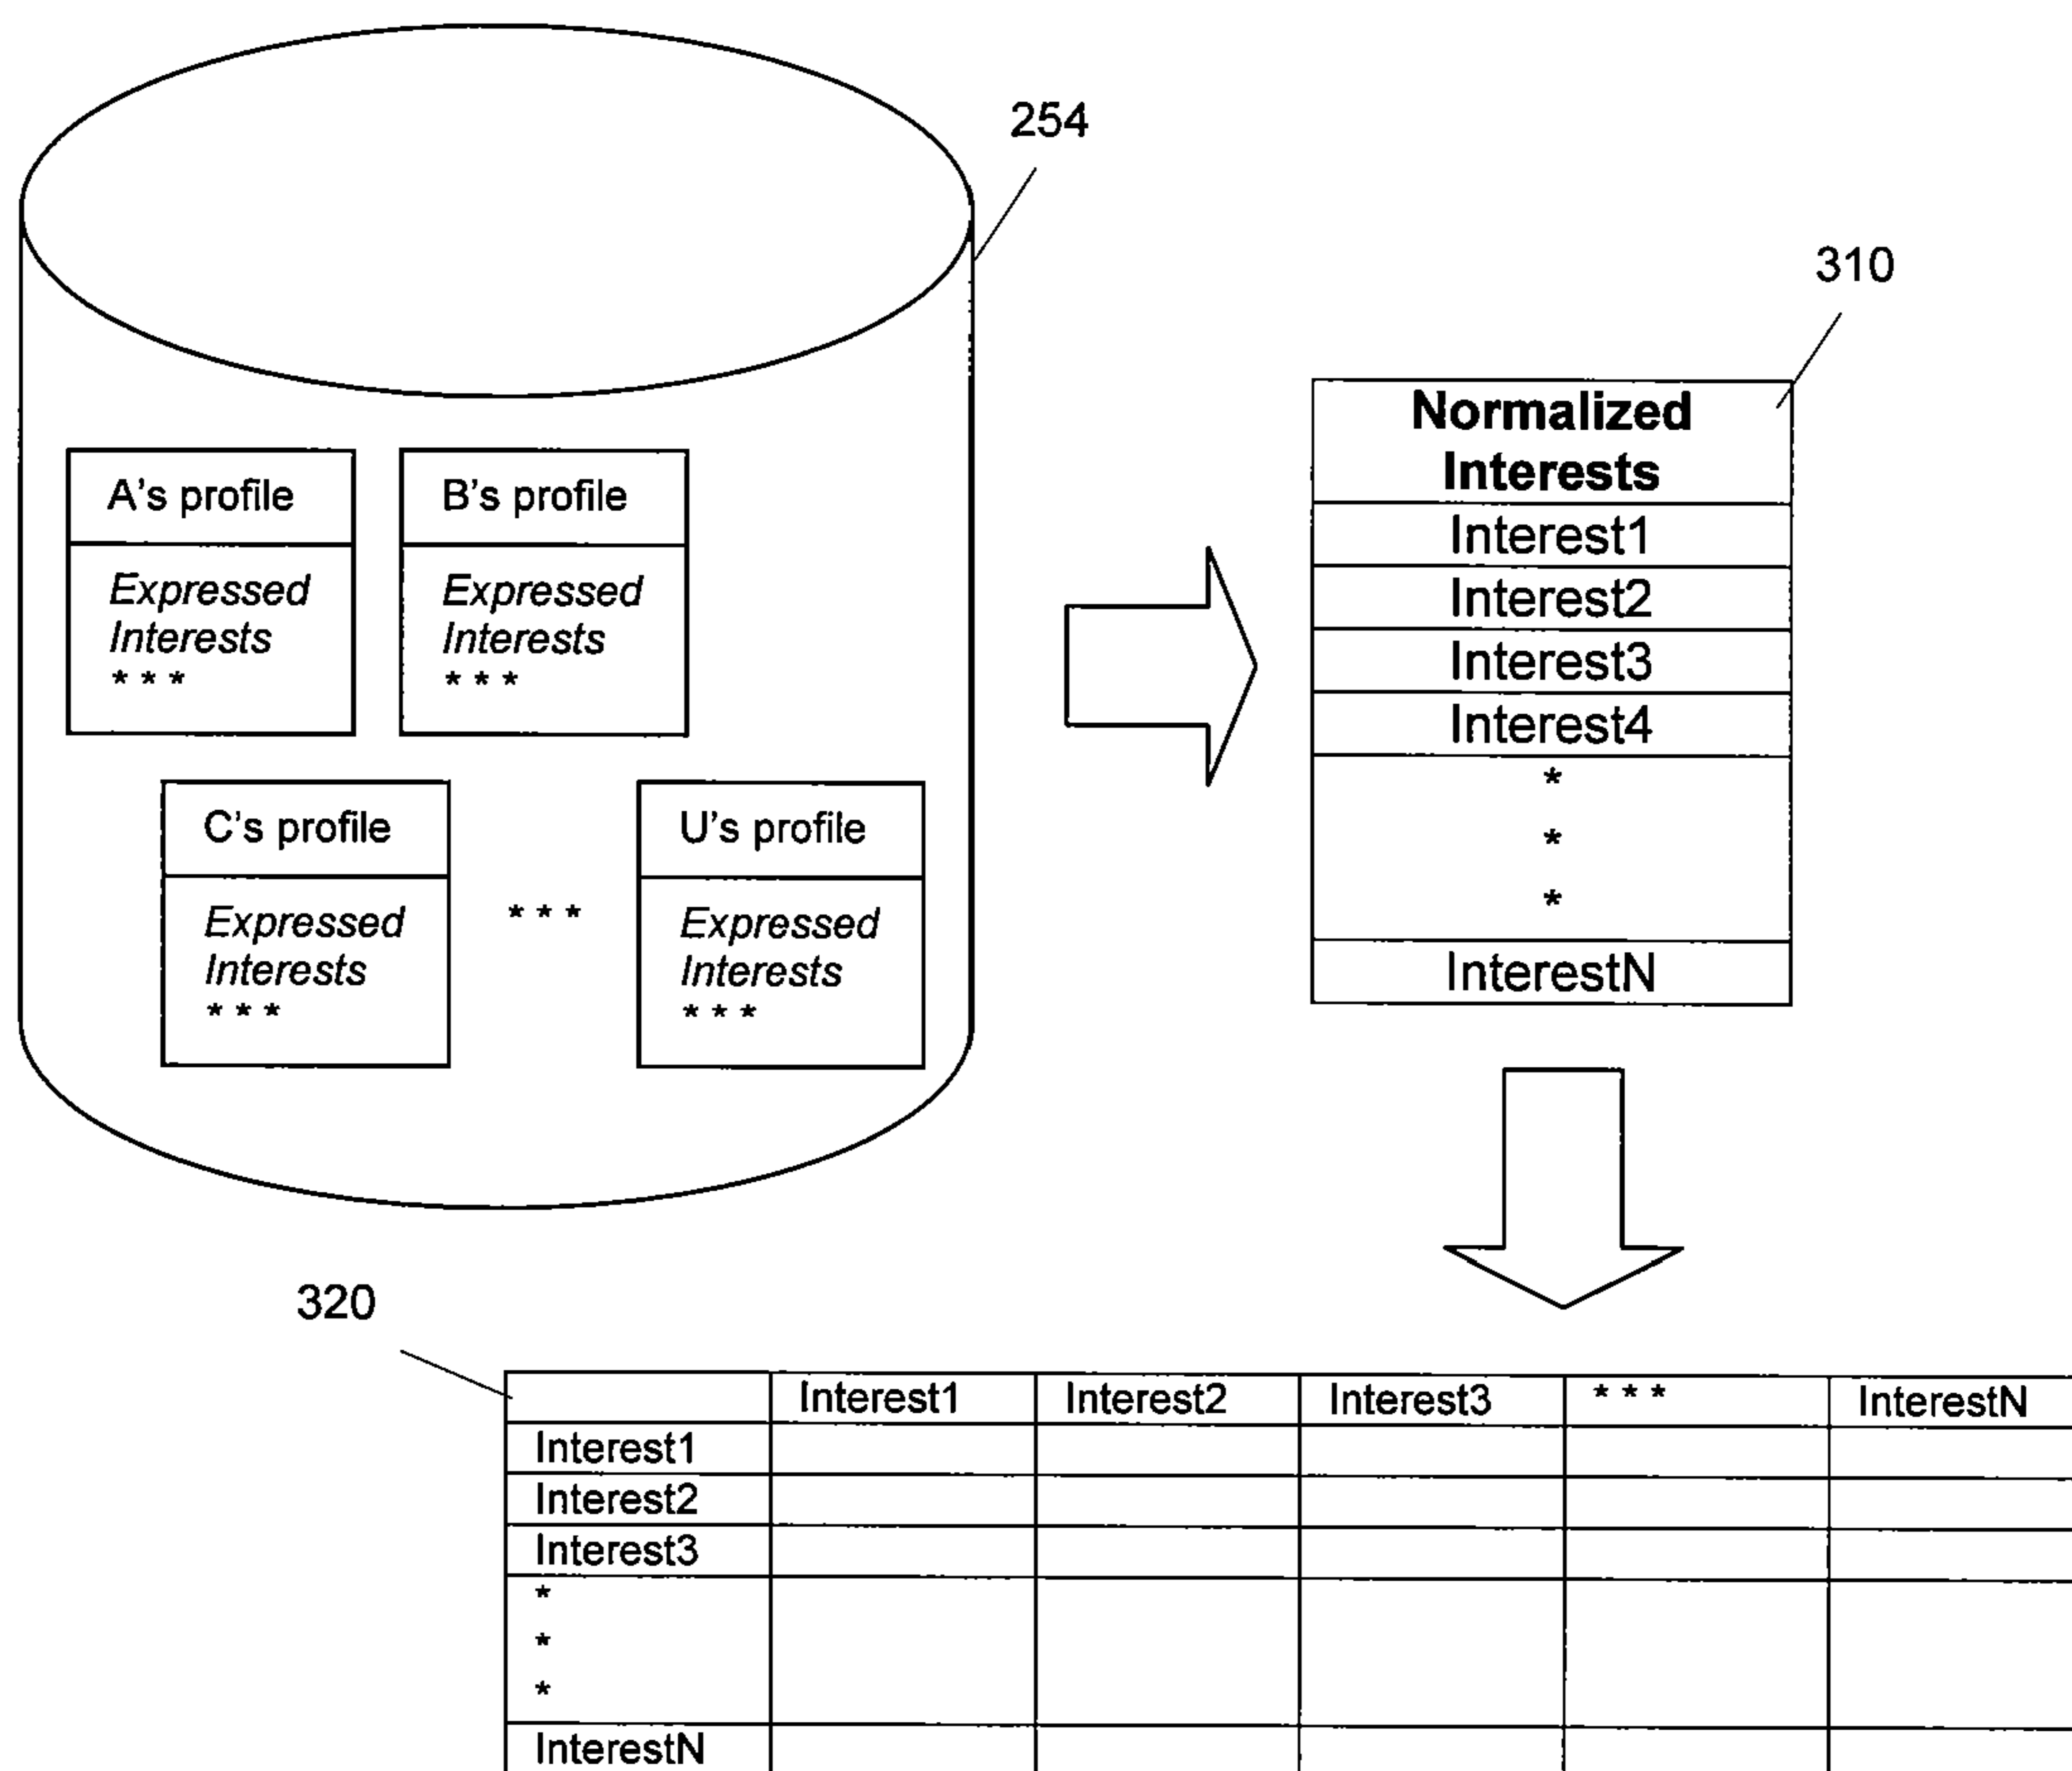 254
310
A's profile
Expressed
Interests
* * *
B's profile
Expressed
Interests
* * *
C's profile
Expressed
Interests
* * *
* * *
U's profile
Expressed
Interests
* * *
Normalized
Interests
Interest1
Interest2
Interest3
Interest4
*
*
*
InterestN
320
Interest1 Interest2 Interest3 * * * InterestN
Interest1
Interest2
Interest3
*
*
*
InterestN